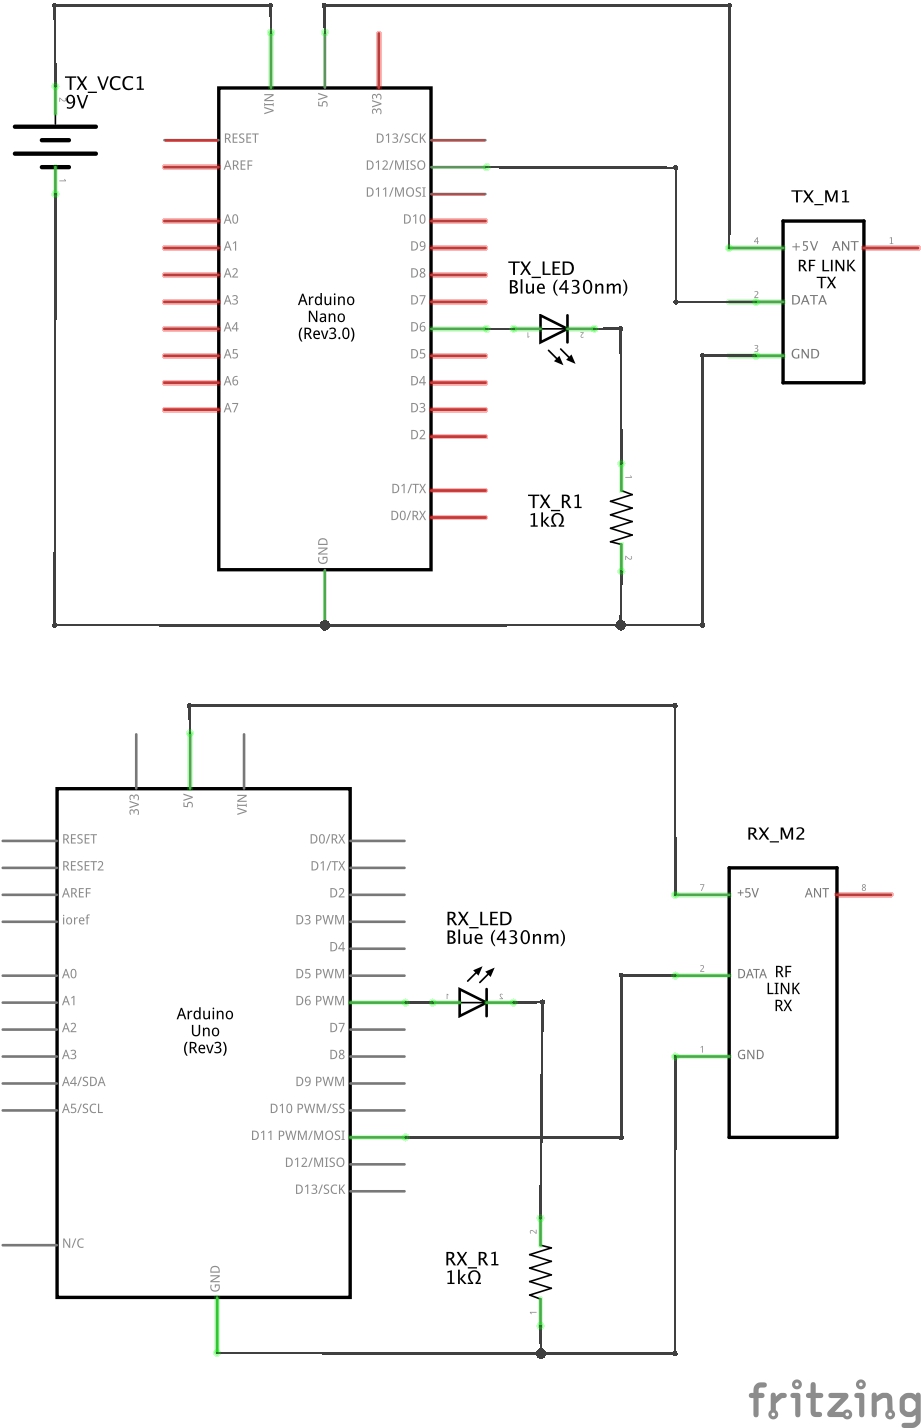 TX_VCC1
9V
2
1
VIN
5V
3V3
RESET
AREF
A0
A1
A2
A3
A4
A5
A6
A7
Arduino
Nano
(Rev3.0)
D13/SCK
D12/MISO
D11/MOSI
D10
D9
D8
D7
D6
D5
D4
D3
D2
D1/TX
D0/RX
GND
TX_LED
Blue (430nm)
1
2
TX_R1
1kΩ
1
2
TX_M1
4
+5V
ANT
1
RF LINK
TX
2
DATA
3
GND
3V3
5V
VIN
RESET
RESET2
AREF
ioref
A0
A1
A2
A3
A4/SDA
A5/SCL
N/C
Arduino
Uno
(Rev3)
D0/RX
D1/TX
D2
D3 PWM
D4
D5 PWM
D6 PWM
D7
D8
D9 PWM
D10 PWM/SS
D11 PWM/MOSI
D12/MISO
D13/SCK
GND
RX_LED
Blue (430nm)
1
2
RX_R1
1kΩ
2
1
RX_M2
7
+5V
ANT
8
2
DATA
RF
LINK
RX
1
GND
fritzing